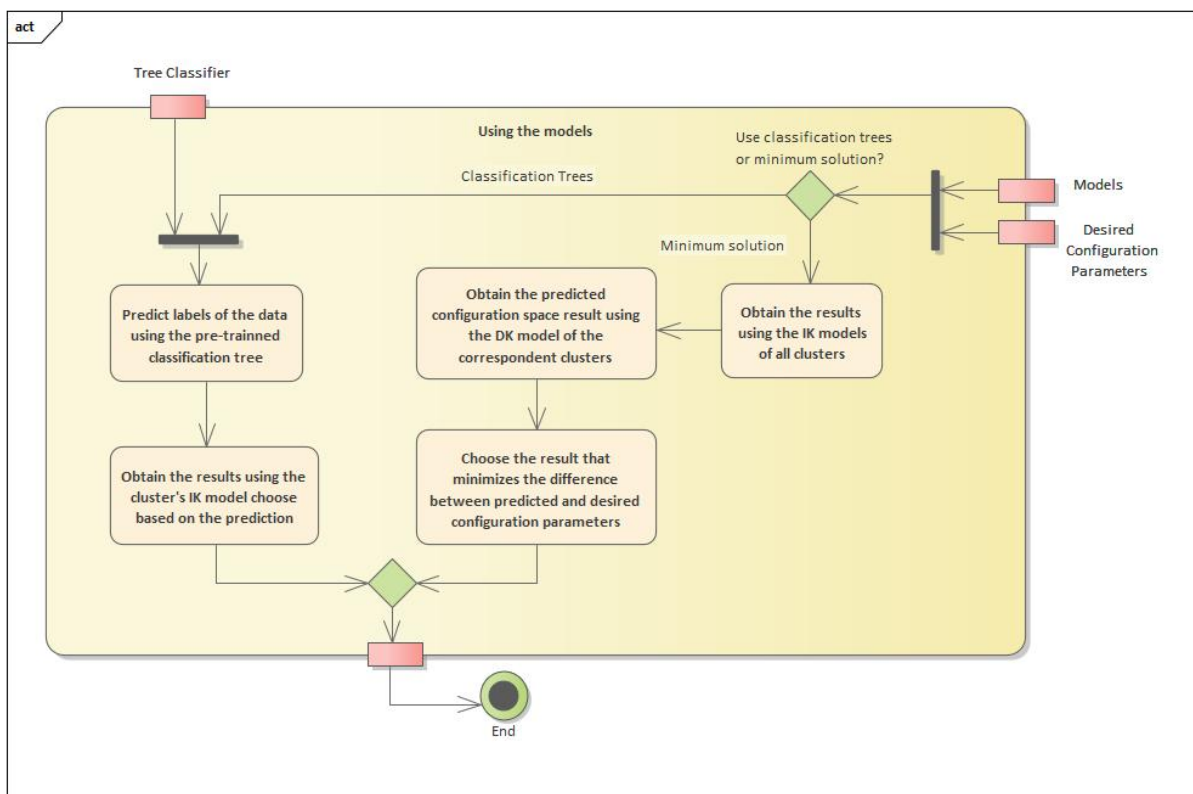 act
Tree Classifier
Using the models
Use classification trees
or minimum solution?
Classification Trees
Models
Desired
Configuration
Parameters
Minimum solution
Predict labels of the data
using the pre-trainned
classification tree
Obtain the predicted
configuration space result using
the DK model of the
correspondent clusters
Obtain the results
using the IK models
of all clusters
Obtain the results using the
cluster's IK model choose
based on the prediction
Choose the result that
minimizes the difference
between predicted and desired
configuration parameters
End